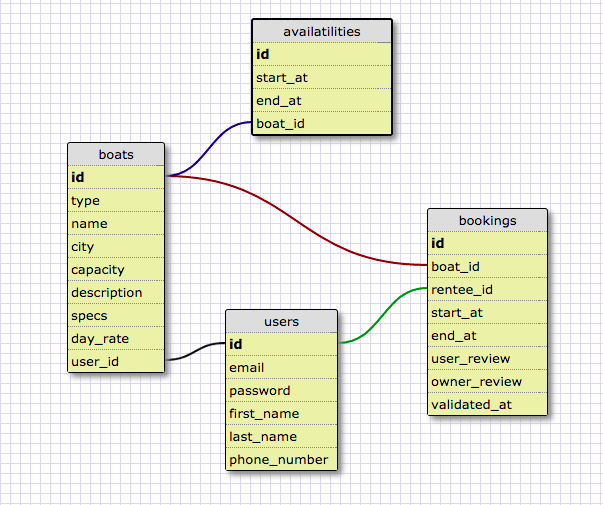 availatilities
id
start_at
end_at
boat_id
boats
id
type
name
city
capacity
description
specs
day_rate
user_id
bookings
id
boat_id
rentee_id
start_at
end_at
user_review
owner_review
validated_at
users
id
email
password
first_name
last_name
phone_number